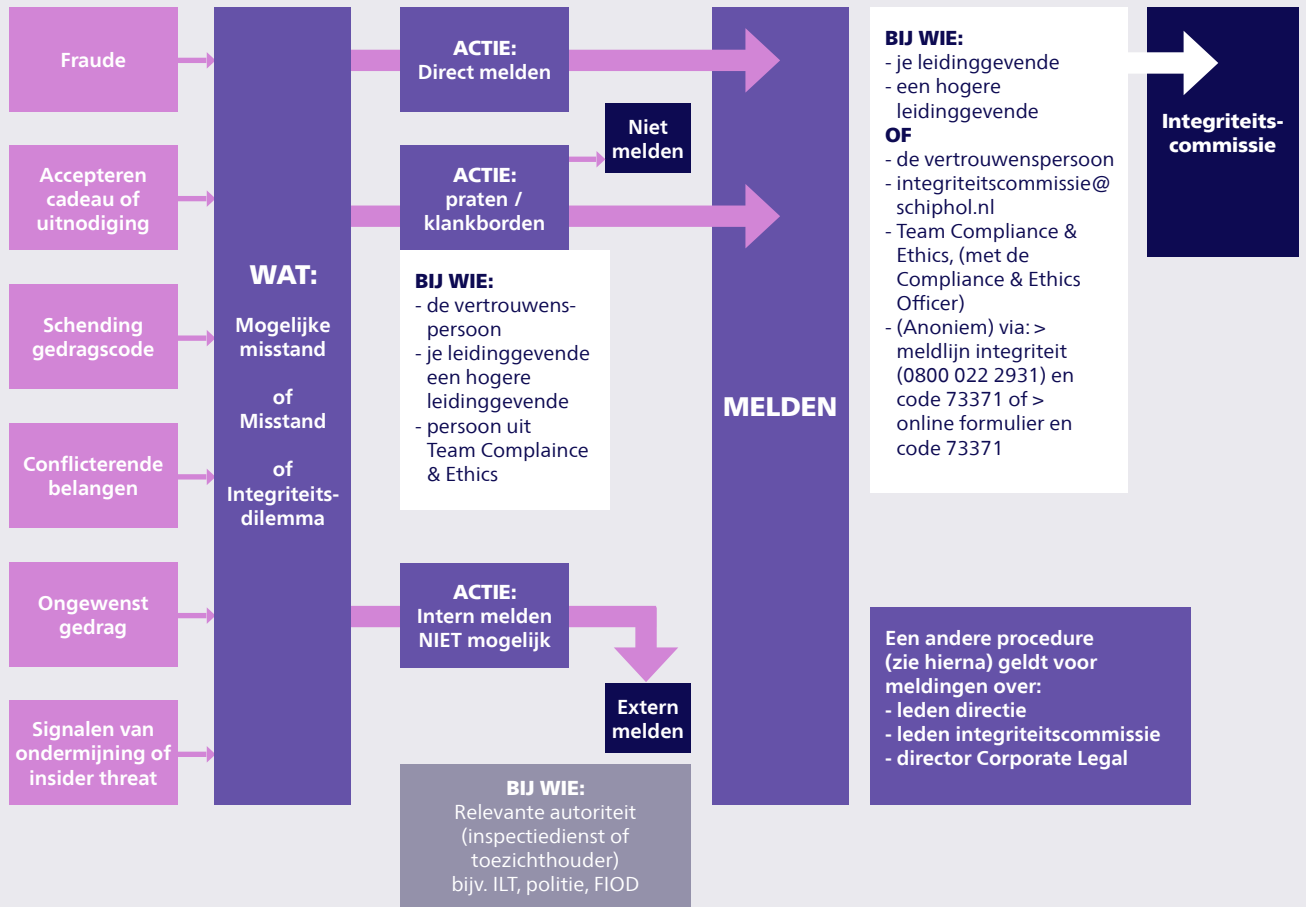 Fraude
Accepteren
cadeau of
uitnodiging
Schending
gedragscode
Conflicterende
belangen
Ongewenst
gedrag
Signalen van
ondermijning of
insider threat
WAT:
Mogelijke
misstand
of
Misstand
of
Integriteits-
dilemma
ACTIE:
Direct melden
ACTIE:
praten /
klankborden
Niet
melden
BIJ WIE:
- de vertrouwens-
persoon
- je leidinggevende
een hogere
leidinggevende
- persoon uit
Team Complaince
& Ethics
ACTIE:
Intern melden
NIET mogelijk
Extern
melden
BIJ WIE:
Relevante autoriteit
(inspectiedienst of
toezichthouder)
bijv. ILT, politie, FIOD
MELDEN
BIJ WIE:
- je leidinggevende
- een hogere
leidinggevende
OF
- de vertrouwenspersoon
- integriteitscommissie@
schiphol.nl
- Team Compliance &
Ethics, (met de
Compliance & Ethics
Officer)
- (Anoniem) via: >
meldlijn integriteit
(0800 022 2931) en
code 73371 of >
online formulier en
code 73371
Integriteits-
commissie
Een andere procedure
(zie hierna) geldt voor
meldingen over:
- leden directie
- leden integriteitscommissie
- director Corporate Legal